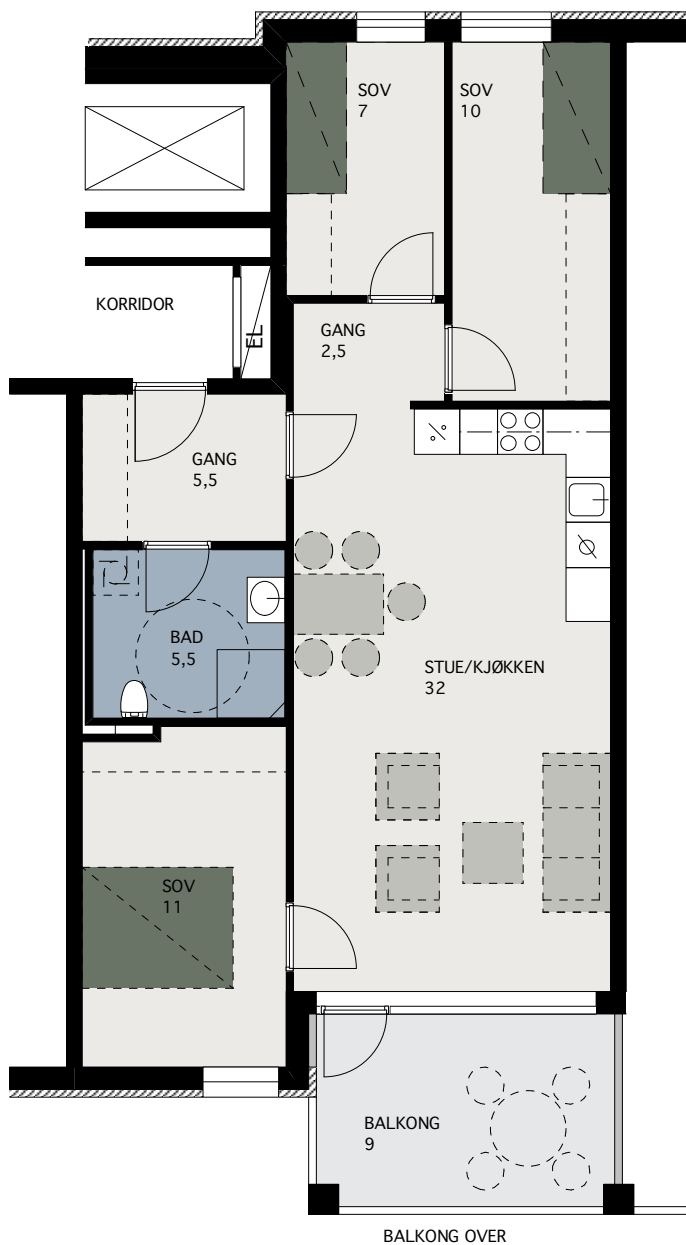 SOV
7
SOV
10
KORRIDOR
EL
GANG
2,5
GANG
5,5
BAD
5,5
STUE/KJØKKEN
32
SOV
11
BALKONG
9
BALKONG OVER